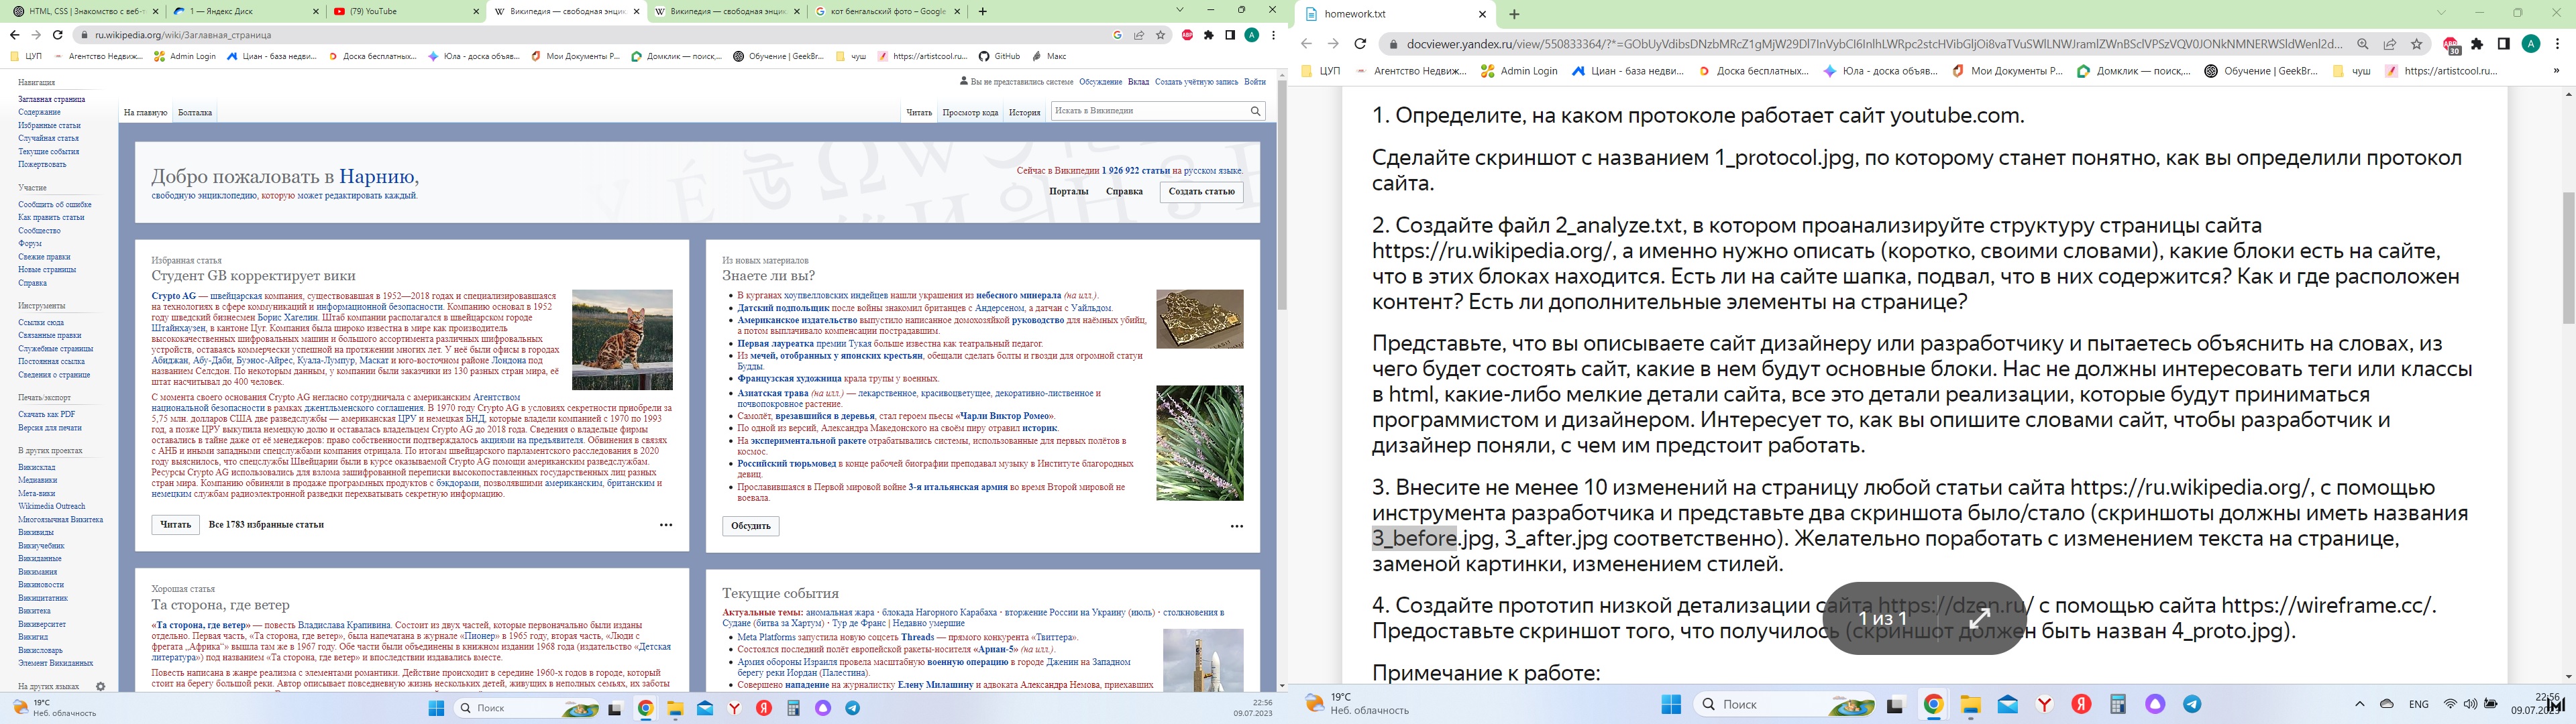 HTML, CSS | Знакомство с веб-т
1 — Яндекс Диск
(79) YouTube
Википедия — свободная энцик
Википедия — свободная энцик
кот бенгальский фото – Google
ru.wikipedia.org/wiki/Заглавная_страница
ЦУП
Агентство Недвиж...
Admin Login
Циан - база недви...
Доска бесплатных...
Юла - доска объяв...
Мои Документы Р...
Домклик — поиск,...
Обучение | GeekBr...
чуш
https://artistcool.ru...
GitHub
Макс
Навигация
Заглавная страница
Содержание
Избранные статьи
Случайная статья
Текущие события
Пожертвовать
Участие
Сообщить об ошибке
Как править статьи
Сообщество
Форум
Свежие правки
Новые страницы
Справка
Инструменты
Ссылки сюда
Связанные правки
Служебные страницы
Постоянная ссылка
Сведения о странице
Печать/экспорт
Скачать как PDF
Версия для печати
В других проектах
Викисклад
Медиавики
Мета-вики
Wikimedia Outreach
Многоязычная Викитека
Викивиды
Викиучебник
Викиданные
Викимания
Викиновости
Викицитатник
Викитека
Викиверситет
Викигид
Викисловарь
Элемент Викиданных
На других языках
Вы не представились системе Обсуждение Вклад Создать учётную запись Войти
На главную Болталка
Читать Просмотр кода История
Искать в Википедии
Добро пожаловать в Нарнию,
свободную энциклопедию, которую может редактировать каждый.
Сейчас в Википедии 1 926 922 статьи на русском языке.
Порталы Справка Создать статью
Избранная статья
Студент GB корректирует вики
Crypto AG — швейцарская компания, существовавшая в 1952—2018 годах и специализировавшаяся
на технологиях в сфере коммуникаций и информационной безопасности. Компанию основал в 1952
году шведский бизнесмен Борис Хагелин. Штаб компании располагался в швейцарском городе
Штайнхаузен, в кантоне Цуг. Компания была широко известна в мире как производитель
высококачественных шифровальных машин и большого ассортимента различных шифровальных
устройств, оставаясь коммерчески успешной на протяжении многих лет. У неё были офисы в городах
Абиджан, Абу-Даби, Буэнос-Айрес, Куала-Лумпур, Маскат и юго-восточном районе Лондона под
названием Селсдон. По некоторым данным, у компании были заказчики из 130 разных стран мира, её
штат насчитывал до 400 человек.
С момента своего основания Crypto AG негласно сотрудничала с американским Агентством
национальной безопасности в рамках джентльменского соглашения. В 1970 году Crypto AG в условиях секретности приобрели за
5,75 млн. долларов США две разведслужбы — американская ЦРУ и немецкая БНД, которые владели компанией с 1970 по 1993
год, а позже ЦРУ выкупила немецкую долю и оставалась владельцем Crypto AG до 2018 года. Сведения о владельце фирмы
оставались в тайне даже от её менеджеров: право собственности подтверждалось акциями на предъявителя. Обвинения в связях
с АНБ и иными западными спецслужбами компания отрицала. По итогам швейцарского парламентского расследования в 2020
году выяснилось, что спецслужбы Швейцарии были в курсе оказываемой Crypto AG помощи американским разведслужбам.
Ресурсы Crypto AG использовались для взлома зашифрованной переписки высокопоставленных государственных лиц разных
стран мира. Компанию обвиняли в продаже программных продуктов с бэкдорами, позволявшими американским, британским и
немецким службам радиоэлектронной разведки перехватывать секретную информацию.
Читать Все 1783 избранные статьи
Из новых материалов
Знаете ли вы?
В курганах хоупвелловских индейцев нашли украшения из небесного минерала (на илл.).
Датский подпольщик после войны знакомил британцев с Андерсеном, а датчан с Уайльдом.
Американское издательство выпустило написанное домохозяйкой руководство для наёмных убийц,
а потом выплачивало компенсации пострадавшим.
Первая лауреатка премии Тукая больше известна как театральный педагог.
Из мечей, отобранных у японских крестьян, обещали сделать болты и гвозди для огромной статуи
Будды.
Французская художница крала трупы у военных.
Азиатская трава (на илл.) — лекарственное, красивоцветущее, декоративно-лиственное и
почвопокровное растение.
Самолёт, врезавшийся в деревья, стал героем пьесы «Чарли Виктор Ромео».
По одной из версий, Александра Македонского на своём пиру отравил историк.
На экспериментальной ракете отрабатывались системы, использованные для первых полётов в
космос.
Российский тюрьмовед в конце рабочей биографии преподавал музыку в Институте благородных
девиц.
Прославившаяся в Первой мировой войне 3-я итальянская армия во время Второй мировой не
воевала.
Обсудить
Хорошая статья
Та сторона, где ветер
«Та сторона, где ветер» — повесть Владислава Крапивина. Состоит из двух частей, которые первоначально были изданы
отдельно. Первая часть, «Та сторона, где ветер», была напечатана в журнале «Пионер» в 1965 году, вторая часть, «Люди с
фрегата „Африка“» вышла там же в 1967 году. Обе части были объединены в книжном издании 1968 года (издательство «Детская
литература») под названием «Та сторона, где ветер» и впоследствии издавались вместе.
Повесть написана в жанре реализма с элементами романтики. Действие происходит в середине 1960-х годов в городе, который
стоит на берегу большой реки. Автор описывает повседневную жизнь нескольких детей, живущих в неполных семьях, их заботы
Текущие события
Актуальные темы: аномальная жара · блокада Нагорного Карабаха · вторжение России на Украину (июль) · столкновения в
Судане (битва за Хартум) · Тур де Франс | Недавно умершие
Meta Platforms запустила новую соцсеть Threads — прямого конкурента «Твиттера».
Состоялся последний полёт европейской ракеты-носителя «Ариан-5» (на илл.).
Армия обороны Израиля провела масштабную военную операцию в городе Дженин на Западном
берегу реки Иордан (Палестина).
Совершено нападение на журналистку Елену Милашину и адвоката Александра Немова, приехавших
19°C
Неб. облачность
Поиск
22:56
09.07.2023
homework.txt
ЦУП
Агентство Недвиж...
Admin Login
Циан - база недви...
Доска бесплатных...
Юла - доска объяв...
Мои Документы Р...
Домклик — поиск,...
Обучение | GeekBr...
чуш
https://artistcool.ru...
1. Определите, на каком протоколе работает сайт youtube.com.
Сделайте скриншот с названием 1_protocol.jpg, по которому станет понятно, как вы определили протокол
сайта.
2. Создайте файл 2_analyze.txt, в котором проанализируйте структуру страницы сайта
https://ru.wikipedia.org/, а именно нужно описать (коротко, своими словами), какие блоки есть на сайте,
что в этих блоках находится. Есть ли на сайте шапка, подвал, что в них содержится? Как и где расположен
контент? Есть ли дополнительные элементы на странице?
Представьте, что вы описываете сайт дизайнеру или разработчику и пытаетесь объяснить на словах, из
чего будет состоять сайт, какие в нем будут основные блоки. Нас не должны интересовать теги или классы
в html, какие-либо мелкие детали сайта, все это детали реализации, которые будут приниматься
программистом и дизайнером. Интересует то, как вы опишите словами сайт, чтобы разработчик и
дизайнер поняли, с чем им предстоит работать.
3. Внесите не менее 10 изменений на страницу любой статьи сайта https://ru.wikipedia.org/, с помощью
инструмента разработчика и представьте два скриншота было/стало (скриншоты должны иметь названия
3_before.jpg, 3_after.jpg соответственно). Желательно поработать с изменением текста на странице,
заменой картинки, изменением стилей.
4. Создайте прототип низкой детализации сайта https://dzen.ru/ с помощью сайта https://wireframe.cc/.
Предоставьте скриншот того, что получилось (скриншот должен быть назван 4_proto.jpg).
1 из 1
Примечание к работе:
19°C
Неб. облачность
Поиск
ENG
22:56